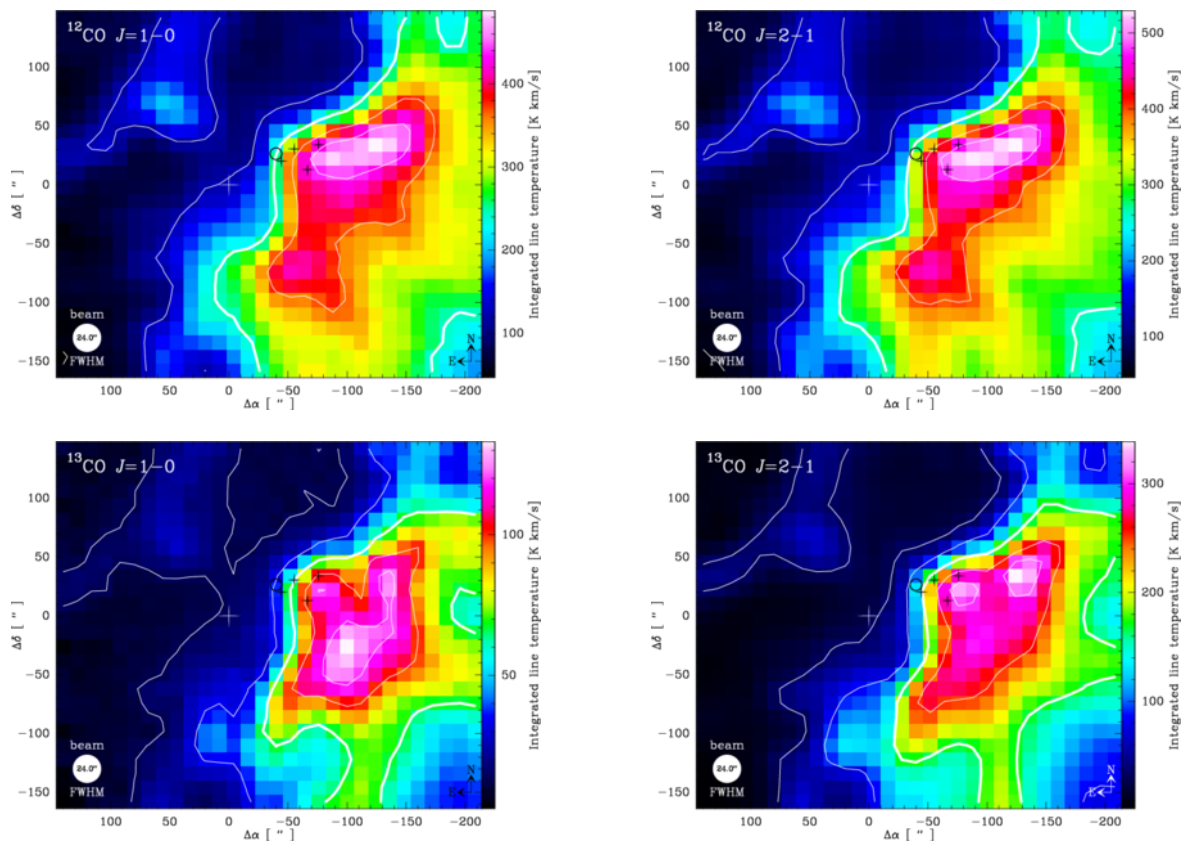 ¹²CO J=1−0
100
50
0
−50
−100
−150
Δδ [ ″ ]
beam
24.0″
FWHM
N
E
100 50 0 −50 −100 −150 −200
Δα [ ″ ]
400
300
200
100
Integrated line temperature [K km/s]
¹²CO J=2−1
100
50
0
−50
−100
−150
Δδ [ ″ ]
beam
24.0″
FWHM
N
E
100 50 0 −50 −100 −150 −200
Δα [ ″ ]
500
400
300
200
100
Integrated line temperature [K km/s]
¹³CO J=1−0
100
50
0
−50
−100
−150
Δδ [ ″ ]
beam
24.0″
FWHM
N
E
100 50 0 −50 −100 −150 −200
Δα [ ″ ]
100
50
Integrated line temperature [K km/s]
¹³CO J=2−1
100
50
0
−50
−100
−150
Δδ [ ″ ]
beam
24.0″
FWHM
N
E
100 50 0 −50 −100 −150 −200
Δα [ ″ ]
300
200
100
Integrated line temperature [K km/s]